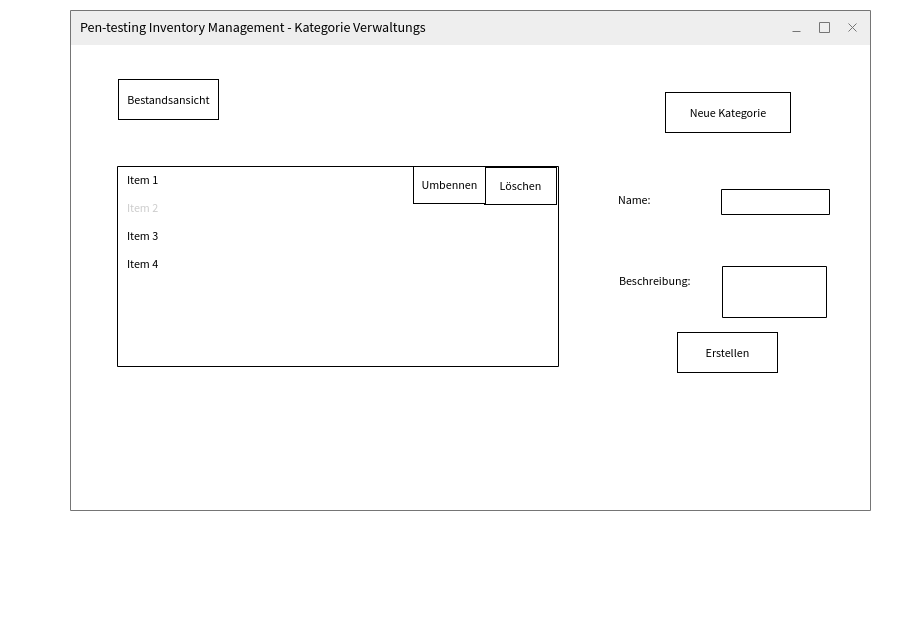 Pen-testing Inventory Management - Kategorie Verwaltungs
Bestandsansicht
Neue Kategorie
Item 1
Umbennen
Löschen
Item 2
Item 3
Item 4
Name:
Beschreibung:
Erstellen